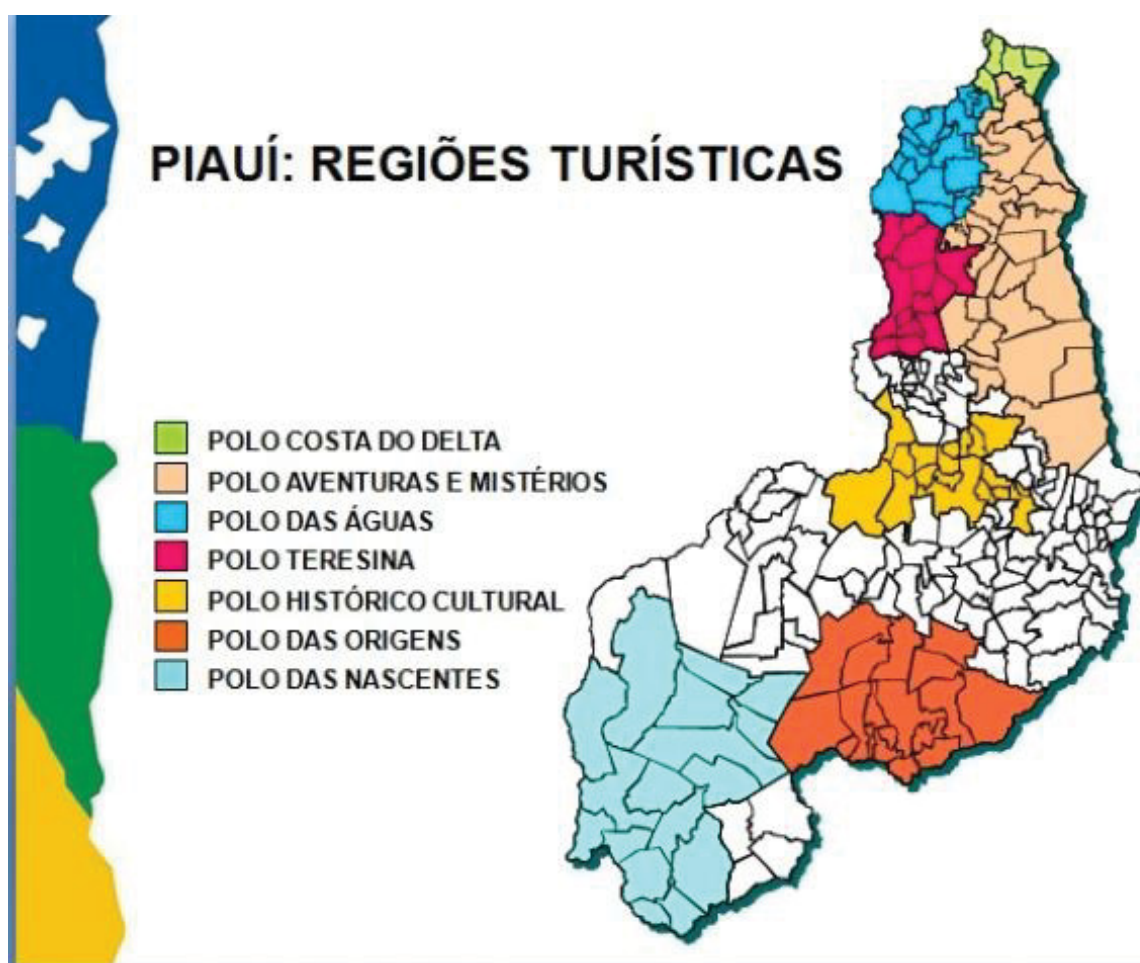 PIAUÍ: REGIÕES TURÍSTICAS
POLO COSTA DO DELTA
POLO AVENTURAS E MISTÉRIOS
POLO DAS ÁGUAS
POLO TERESINA
POLO HISTÓRICO CULTURAL
POLO DAS ORIGENS
POLO DAS NASCENTES